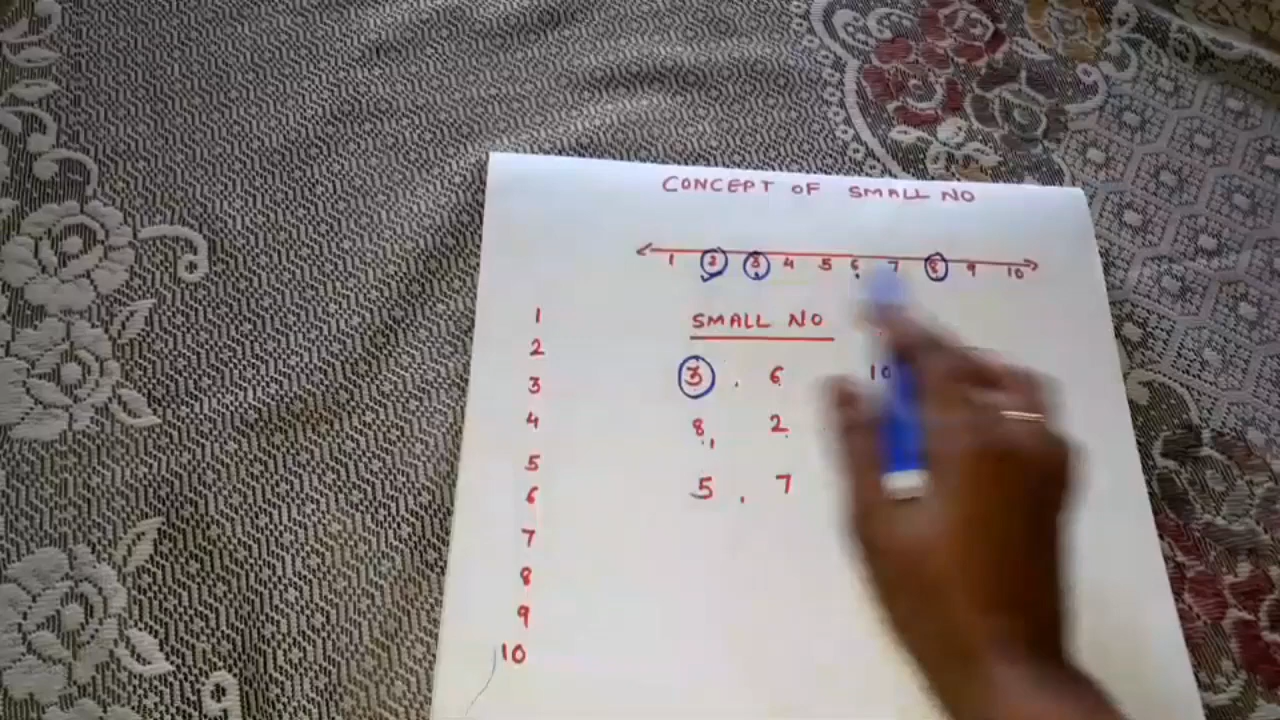 CONCEPT OF SMALL NO
1 2 3 4 5 6 7 8 9 10
SMALL NO
3 , 6 10
8, 2
5 , 7
1
2
3
4
5
6
7
8
9
10